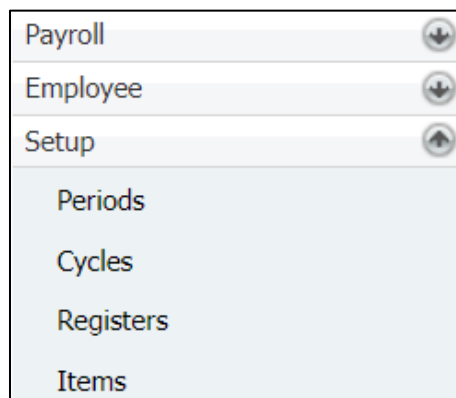 Payroll
Employee
Setup
Periods
Cycles
Registers
Items